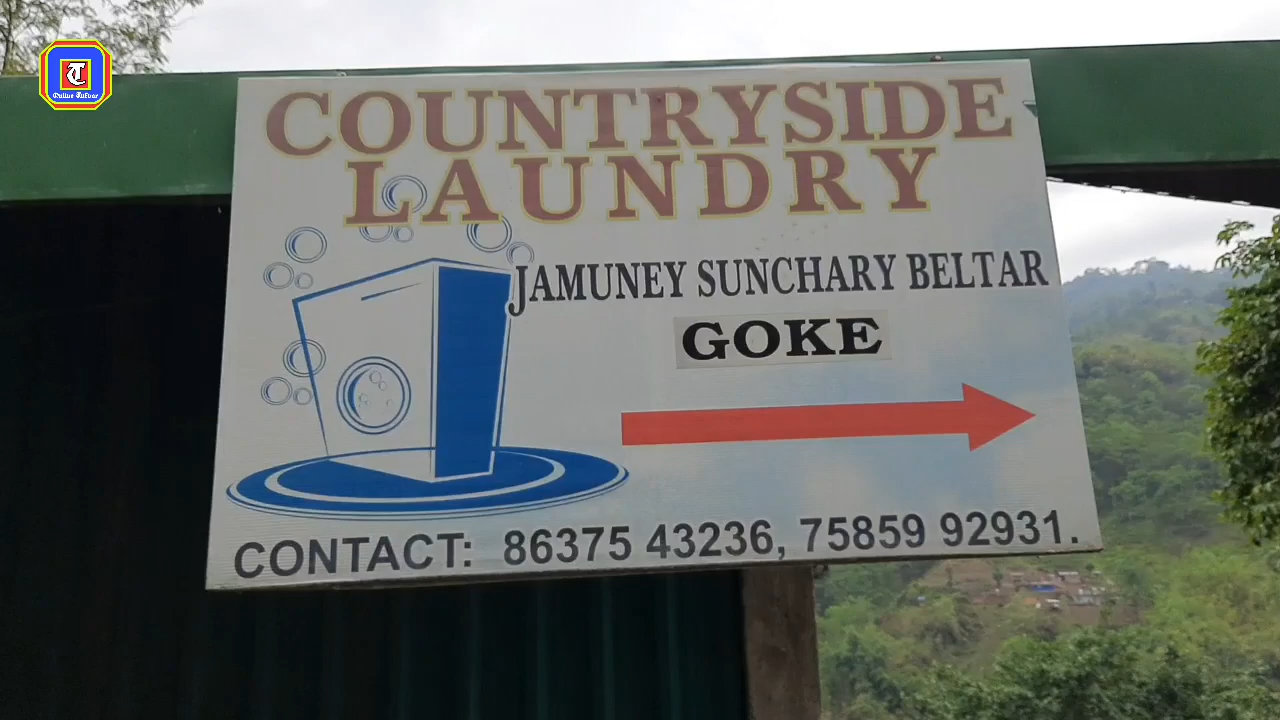 COUNTRYSIDE
LAUNDRY
JAMUNEY SUNCHARY BELTAR
GOKE
CONTACT: 86375 43236, 75859 92931.
T